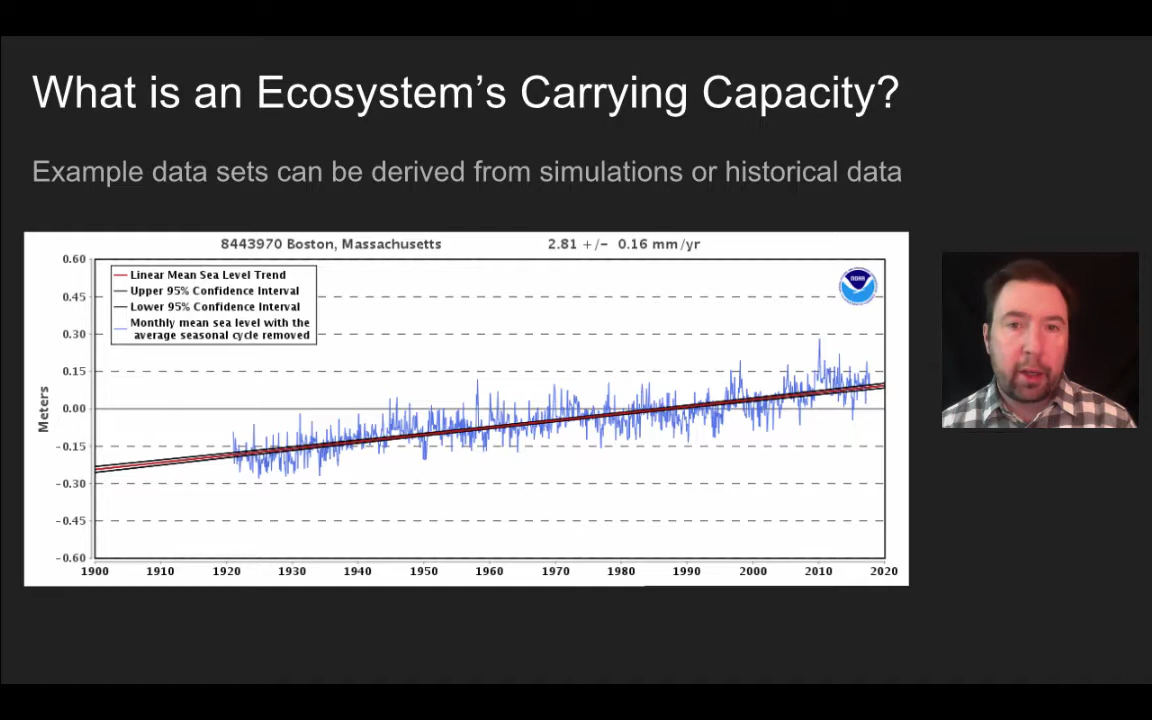 What is an Ecosystem's Carrying Capacity?
Example data sets can be derived from simulations or historical data
8443970 Boston, Massachusetts 2.81 +/- 0.16 mm/yr
Linear Mean Sea Level Trend
Upper 95% Confidence Interval
Lower 95% Confidence Interval
Monthly mean sea level with the
average seasonal cycle removed
NOAA
Meters
0.60
0.45
0.30
0.15
0.00
-0.15
-0.30
-0.45
-0.60
1900 1910 1920 1930 1940 1950 1960 1970 1980 1990 2000 2010 2020